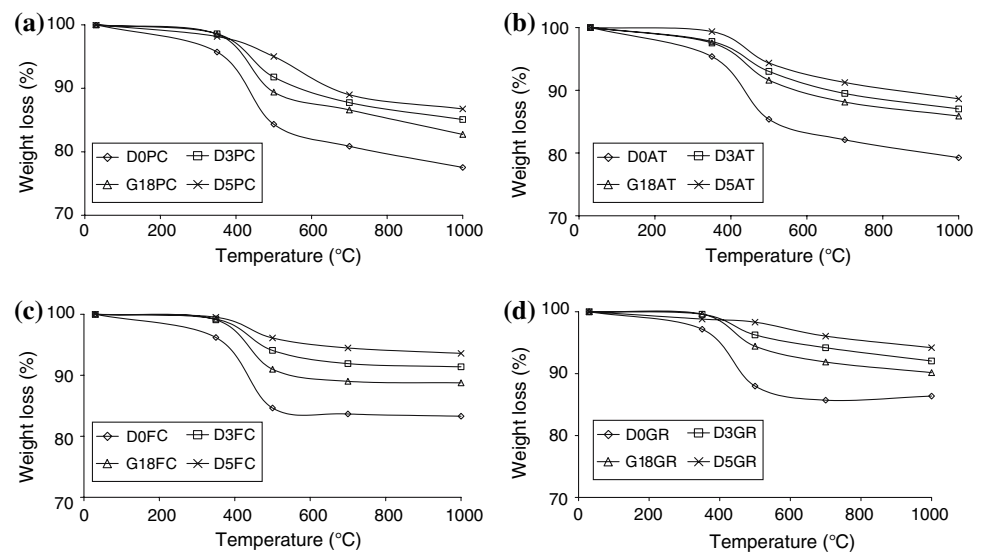 (a)
Weight loss (%)
100
90
80
70
D0PC D3PC
G18PC D5PC
0 200 400 600 800 1000
Temperature (°C)
(b)
Weight loss (%)
100
90
80
70
D0AT D3AT
G18AT D5AT
0 200 400 600 800 1000
Temperature (°C)
(c)
Weight loss (%)
100
90
80
70
D0FC D3FC
G18FC D5FC
0 200 400 600 800 1000
Temperature (°C)
(d)
Weight loss (%)
100
90
80
70
D0GR D3GR
G18GR D5GR
0 200 400 600 800 1000
Temperature (°C)